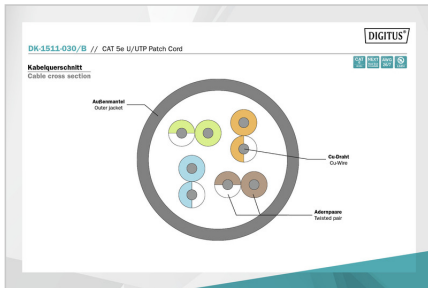 DIGITUS®
DK-1511-030/B // CAT 5e U/UTP Patch Cord
Kabelquerschnitt
Cable cross section
Außenmantel
Outer jacket
Cu-Draht
Cu-Wire
Adernpaare
Twisted pair